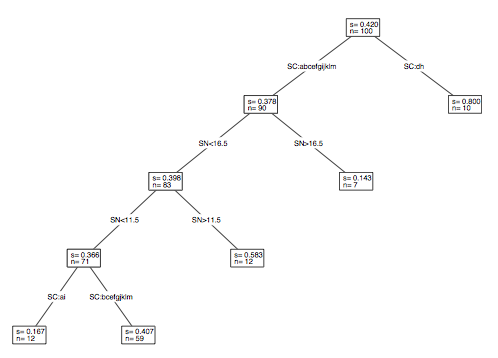 s= 0.420
n= 100
SC:abcefgijklm
SC:dh
s= 0.378
n= 90
s= 0.800
n= 10
SN<16.5
SN>16.5
s= 0.398
n= 83
s= 0.143
n= 7
SN<11.5
SN>11.5
s= 0.366
n= 71
s= 0.583
n= 12
SC:ai
SC:bcefgjklm
s= 0.167
n= 12
s= 0.407
n= 59